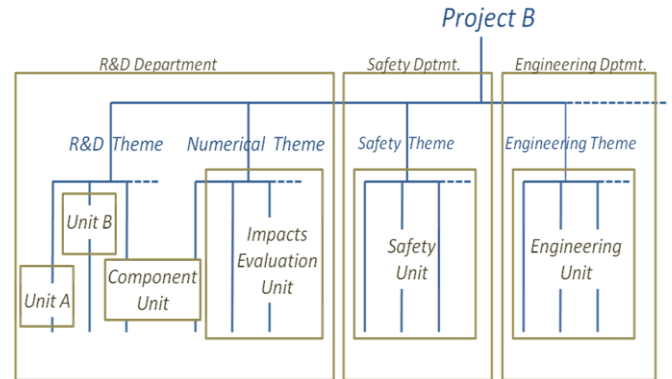 Project B
R&D Department
Safety Dptmt.
Engineering Dptmt.
R&D Theme
Numerical Theme
Safety Theme
Engineering Theme
Unit B
Unit A
Component
Unit
Impacts
Evaluation
Unit
Safety
Unit
Engineering
Unit